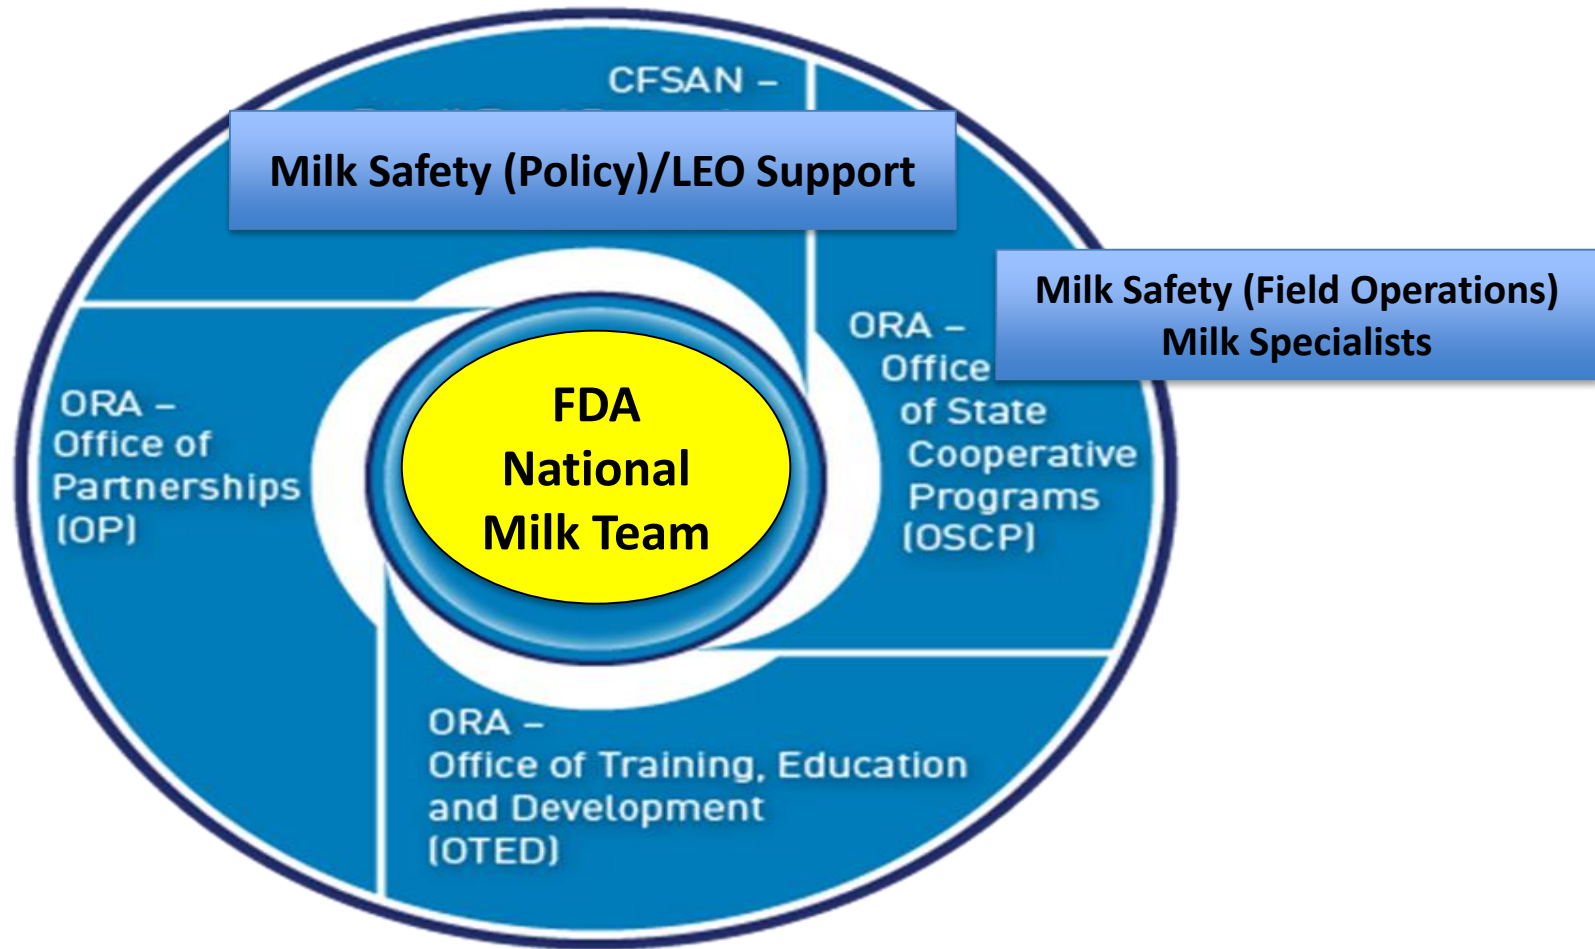 CFSAN –
Milk Safety (Policy)/LEO Support
Milk Safety (Field Operations)
Milk Specialists
ORA –
Office
of State
Cooperative
Programs
(OSCP)
ORA –
Office of
Partnerships
(OP)
FDA
National
Milk Team
ORA –
Office of Training, Education
and Development
(OTED)